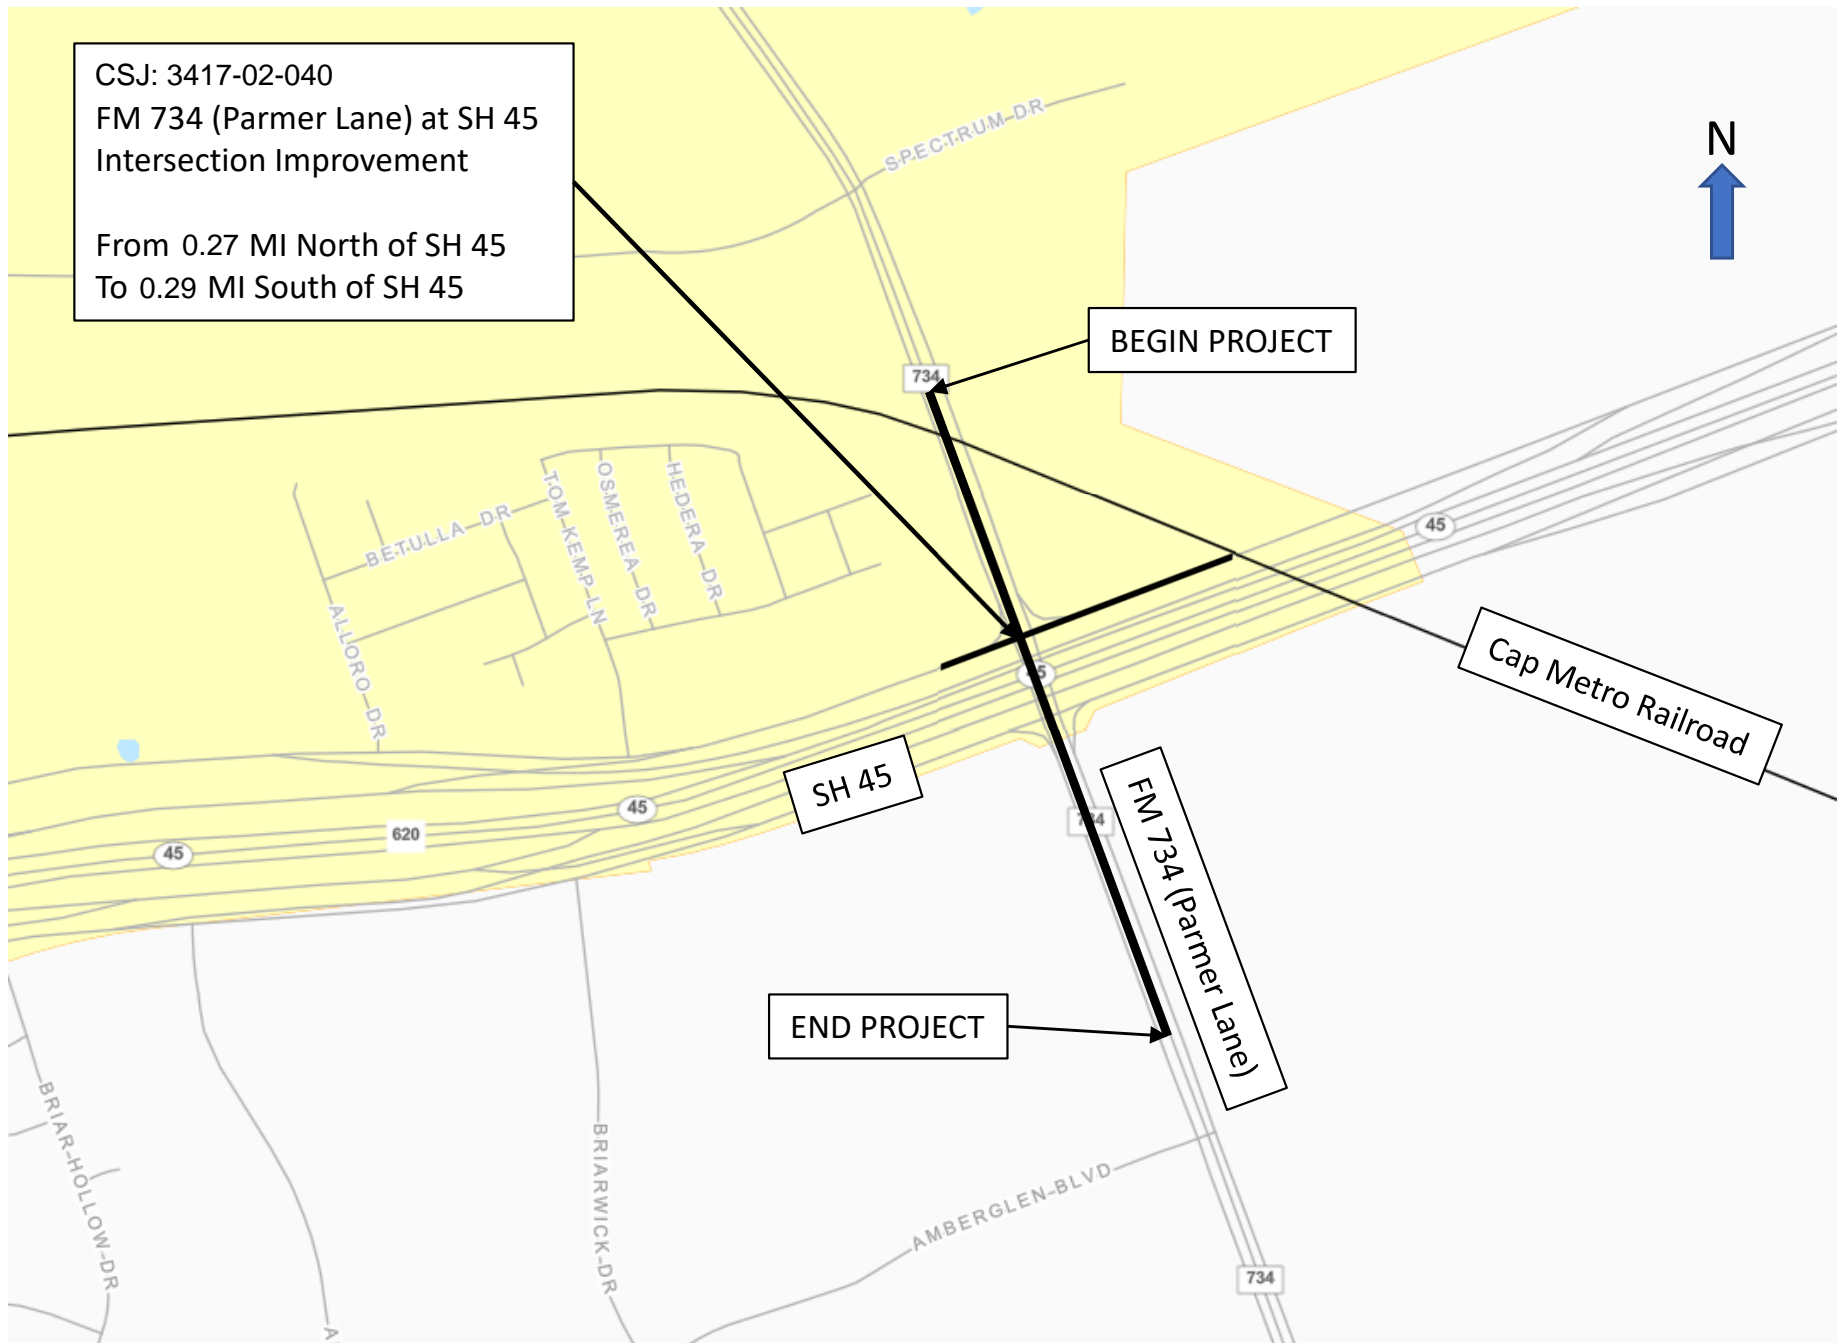 CSJ: 3417-02-040
FM 734 (Parmer Lane) at SH 45
Intersection Improvement
From 0.27 MI North of SH 45
To 0.29 MI South of SH 45
SPECTRUM DR
N
BEGIN PROJECT
734
BETULLA DR
TOM KEMP LN
OSMEREA DR
HEDERA DR
ALLORO DR
45
45
Cap Metro Railroad
SH 45
45
620
45
734
FM 734 (Parmer Lane)
END PROJECT
BRIAR HOLLOW DR
BRIARWICK DR
AMBERGLEN BLVD
734
A